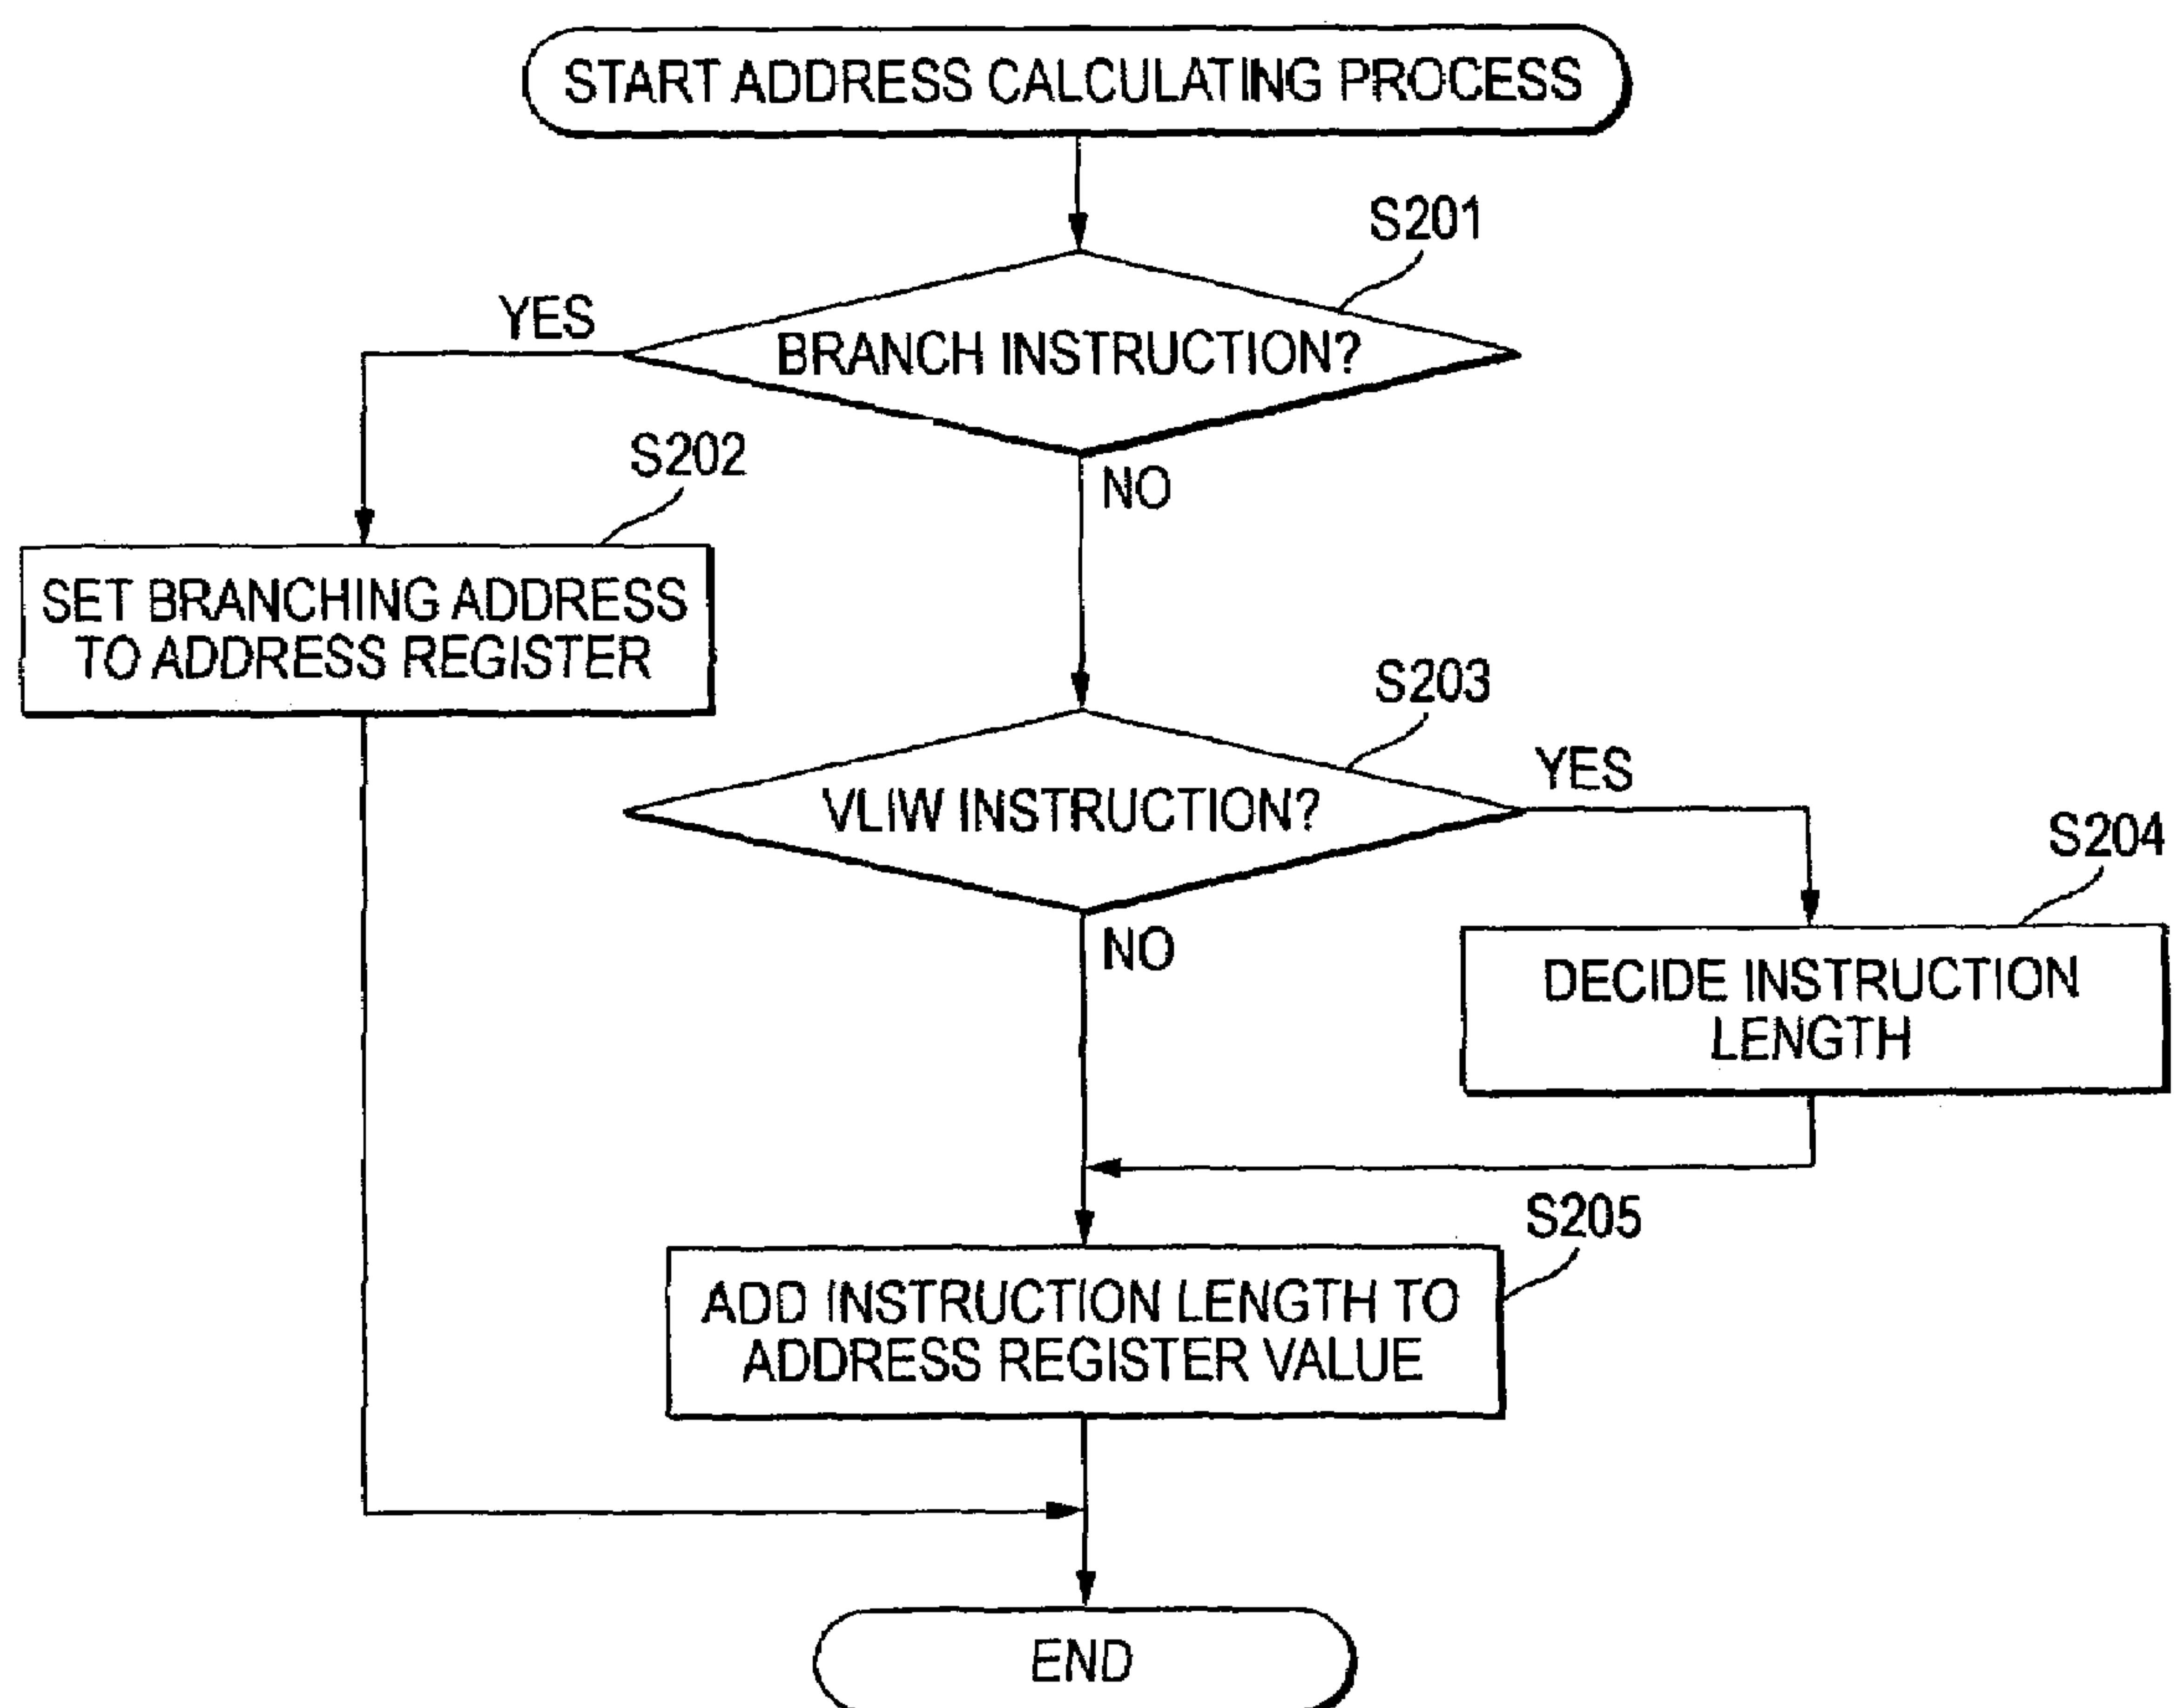 START ADDRESS CALCULATING PROCESS
S201
YES
BRANCH INSTRUCTION?
S202
NO
SET BRANCHING ADDRESS
TO ADDRESS REGISTER
S203
YES
VLIW INSTRUCTION?
S204
NO
DECIDE INSTRUCTION
LENGTH
S205
ADD INSTRUCTION LENGTH TO
ADDRESS REGISTER VALUE
END